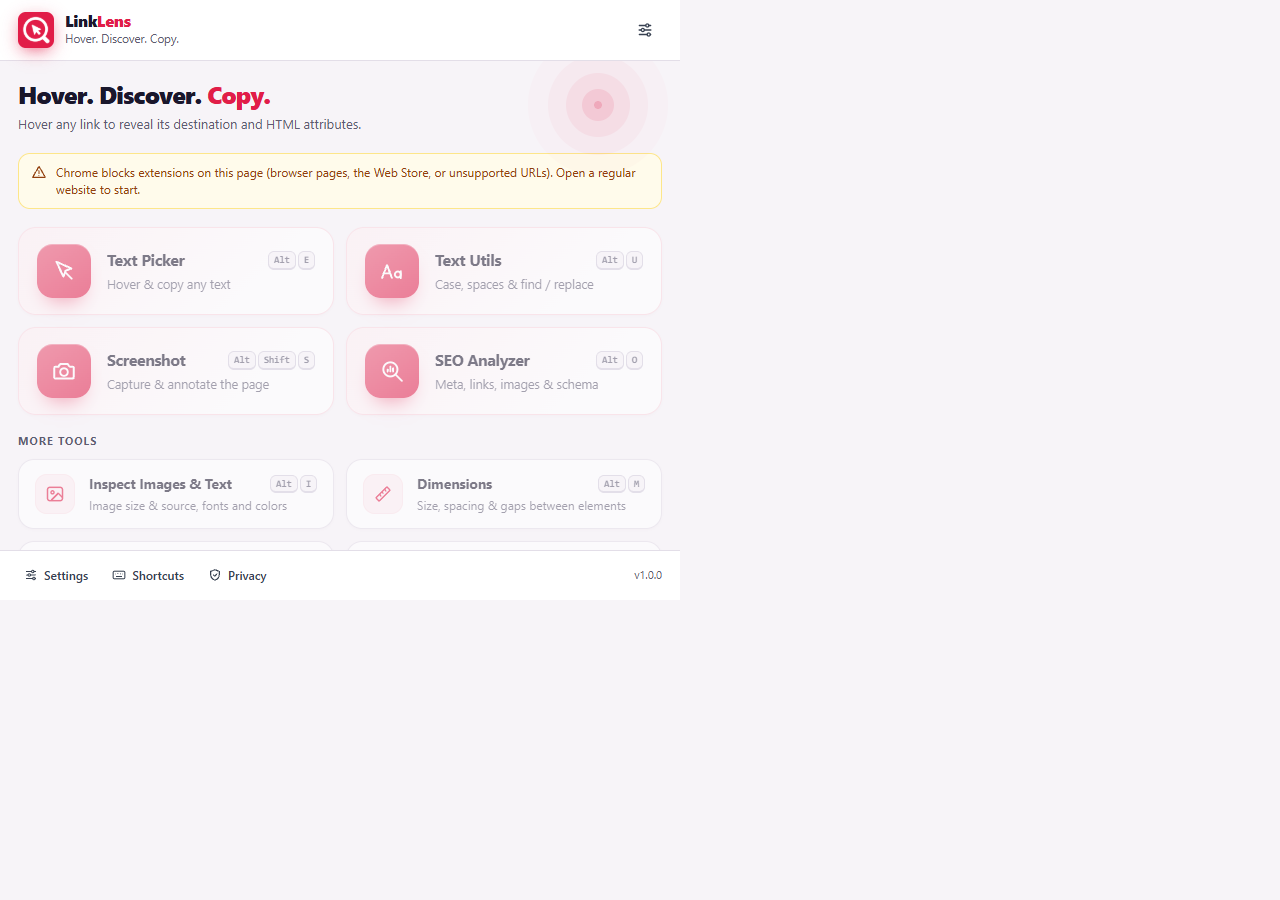 LinkLens
Hover. Discover. Copy.
Hover. Discover. Copy.
Hover any link to reveal its destination and HTML attributes.
Chrome blocks extensions on this page (browser pages, the Web Store, or unsupported URLs). Open a regular
website to start.
Text Picker Alt E
Hover & copy any text
Text Utils Alt U
Case, spaces & find / replace
Screenshot Alt Shift S
Capture & annotate the page
SEO Analyzer Alt O
Meta, links, images & schema
MORE TOOLS
Inspect Images & Text Alt I
Image size & source, fonts and colors
Dimensions Alt M
Size, spacing & gaps between elements
Settings Shortcuts Privacy v1.0.0